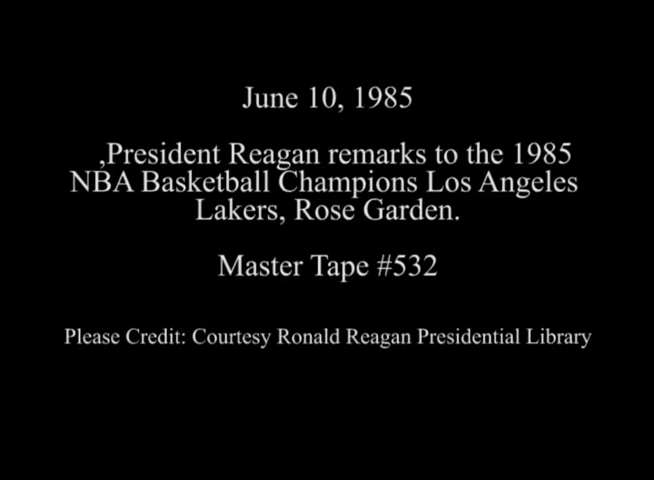 June 10, 1985
,President Reagan remarks to the 1985
NBA Basketball Champions Los Angeles
Lakers, Rose Garden.
Master Tape #532
Please Credit: Courtesy Ronald Reagan Presidential Library